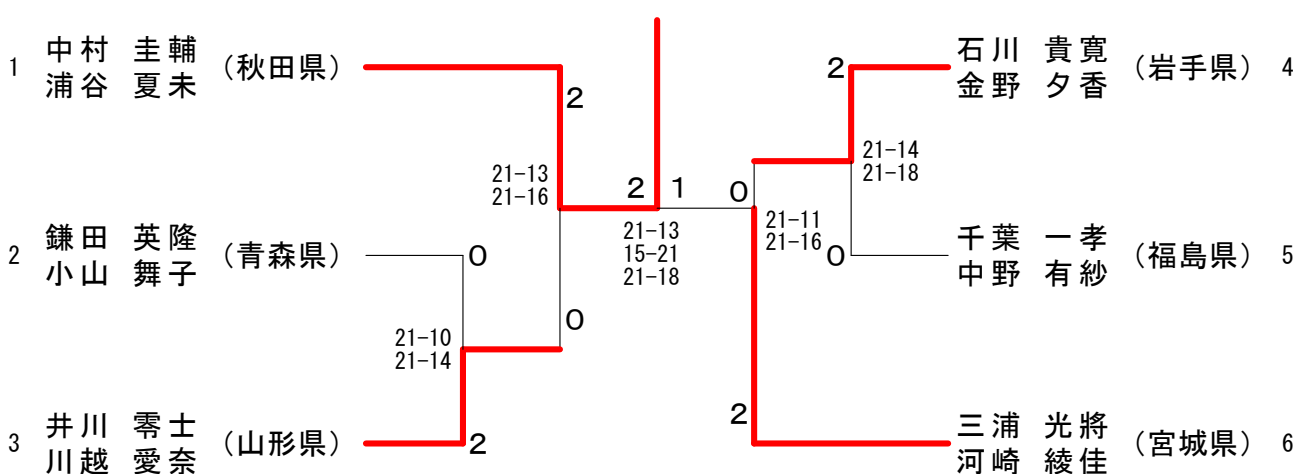 1 中村 圭輔 (秋田県)
浦谷 夏未
2
21-13
21-16
2 鎌田 英隆 (青森県)
小山 舞子
0
0
21-10
21-14
3 井川 零士 (山形県)
川越 愛奈
2
2 1
21-13
15-21
21-18
2
石川 貴寛 (岩手県) 4
金野 夕香
21-14
21-18
0
21-11
21-16
0
千葉 一孝 (福島県) 5
中野 有紗
2
三浦 光將 (宮城県) 6
河崎 綾佳